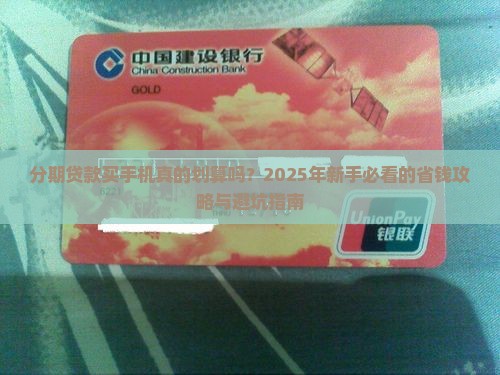 中国建设银行
China Construction Bank
GOLD
分期贷款买手机真的划算吗？2025年新手必看的省钱攻
略与避坑指南
UnionPay
银联